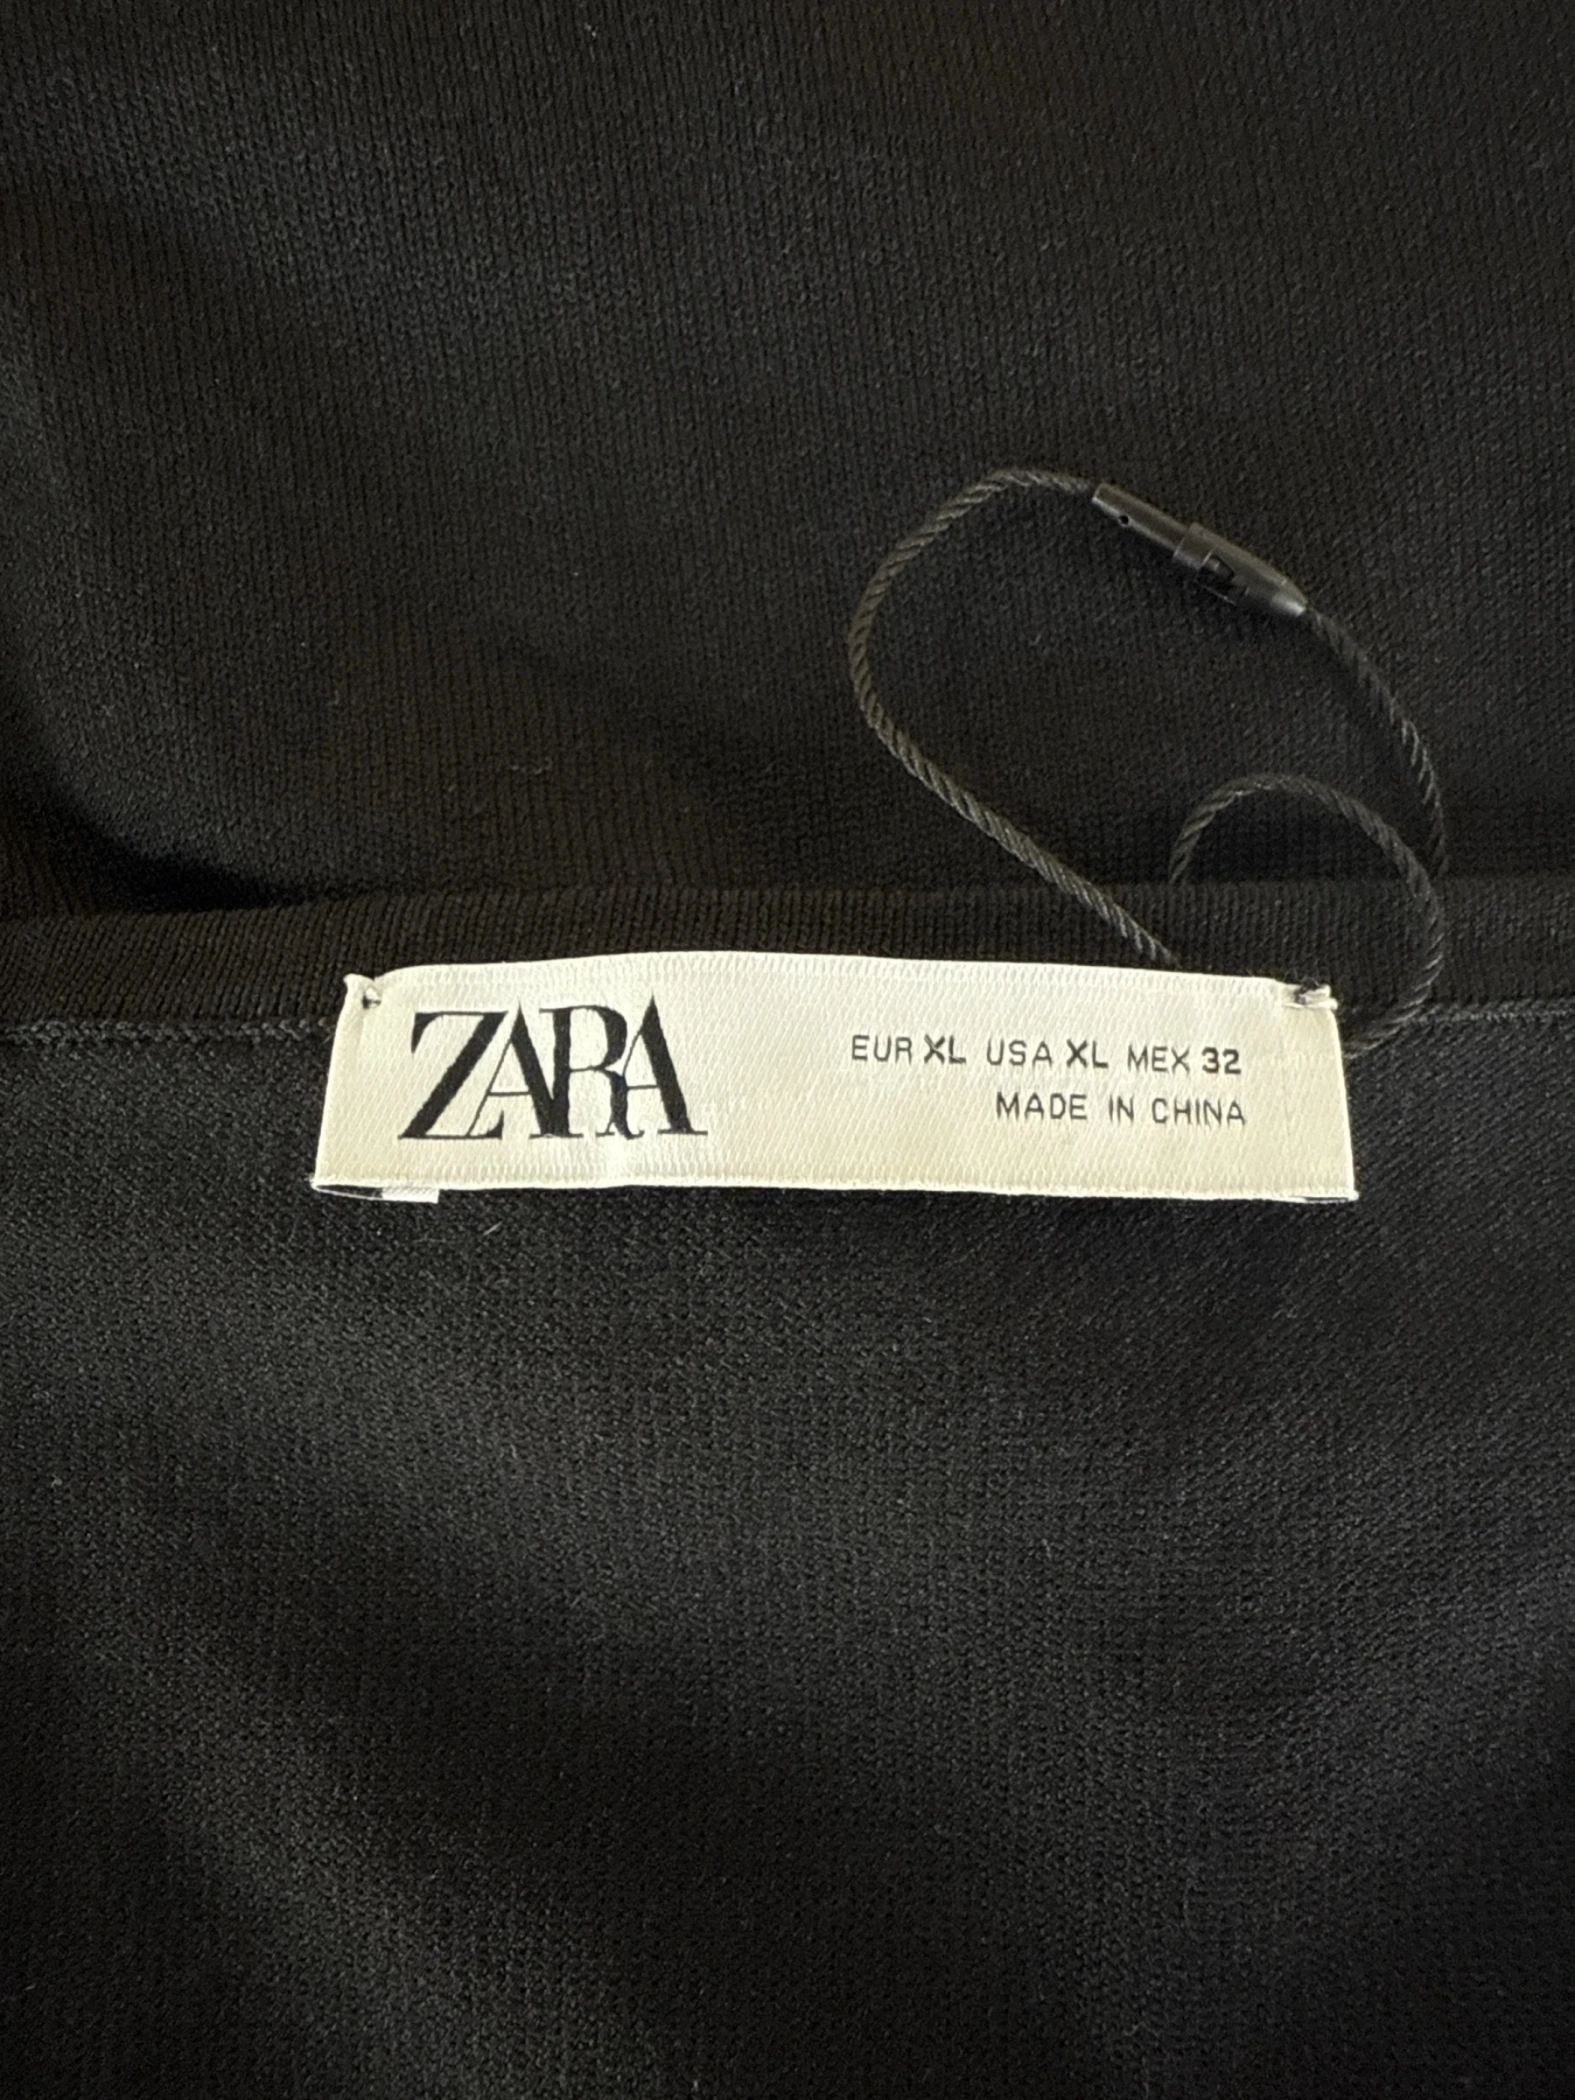 ZARA
EUR XL USA XL MEX 32
MADE IN CHINA